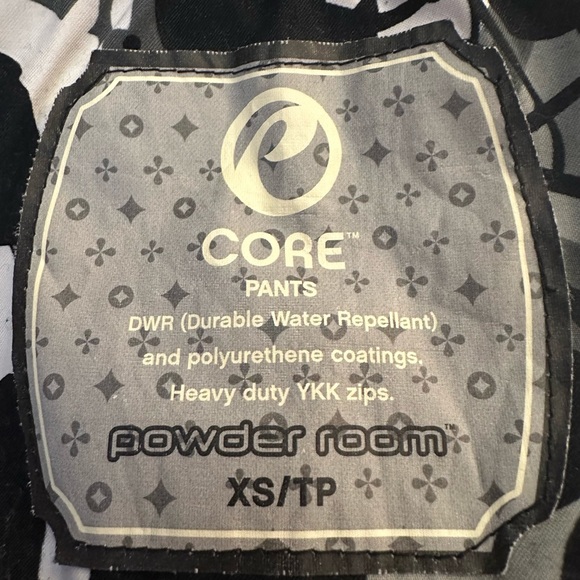 CORE™
PANTS
DWR (Durable Water Repellant)
and polyurethene coatings.
Heavy duty YKK zips.
powder room™
XS/TP